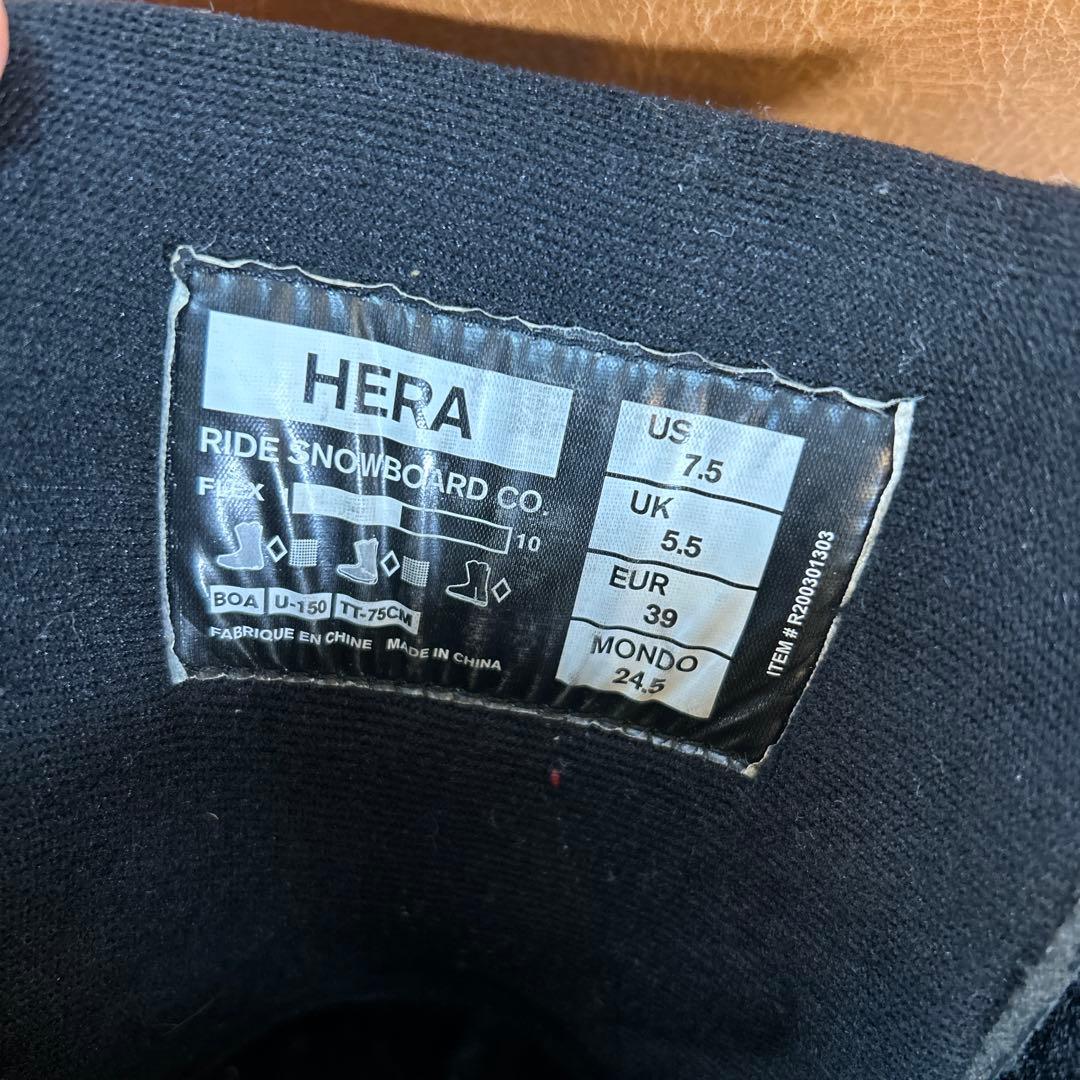 HERA
RIDE SNOWBOARD CO.
FLEX 1 10
BOA U-150 TT-75CM
FABRIQUE EN CHINE MADE IN CHINA
US
7.5
UK
5.5
EUR
39
MONDO
24.5
ITEM # R200301303